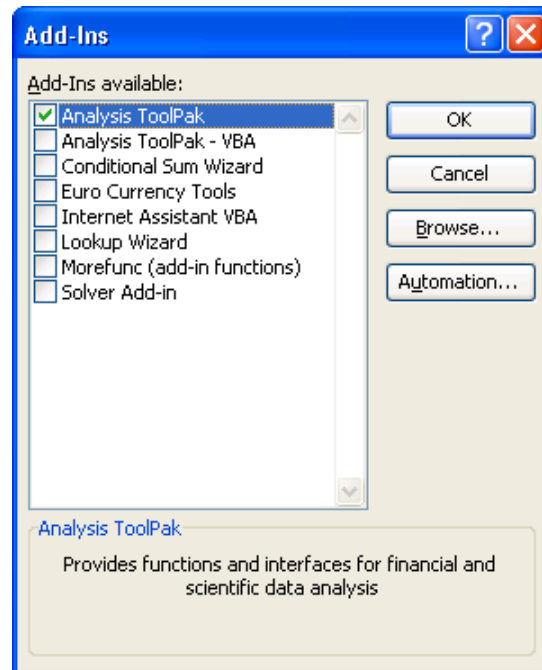 Add-Ins
?
Add-Ins available:
Analysis ToolPak
Analysis ToolPak - VBA
Conditional Sum Wizard
Euro Currency Tools
Internet Assistant VBA
Lookup Wizard
Morefunc (add-in functions)
Solver Add-in
OK
Cancel
Browse...
Automation...
Analysis ToolPak
Provides functions and interfaces for financial and
scientific data analysis